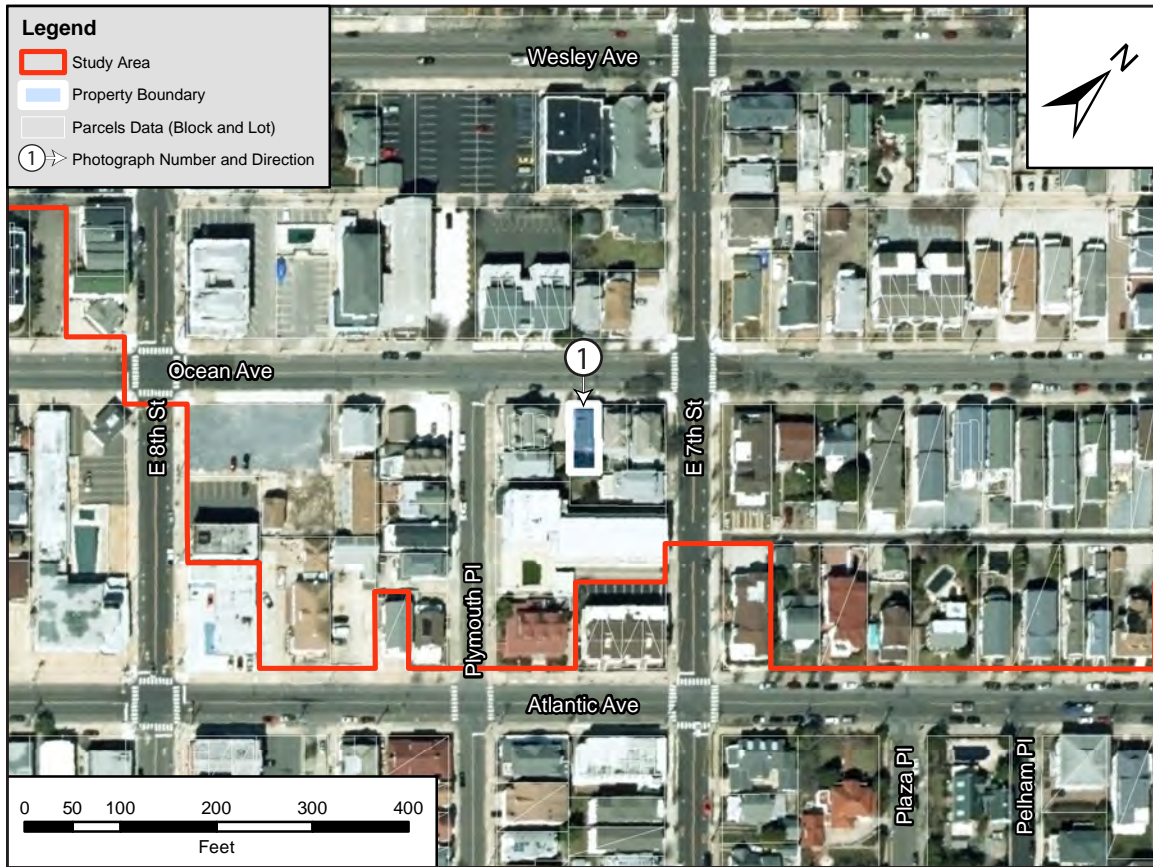 Legend
Study Area
Property Boundary
Parcels Data (Block and Lot)
1 Photograph Number and Direction
N
Wesley Ave
1
Ocean Ave
E 8th St
E 7th St
Plymouth Pl
Atlantic Ave
Plaza Pl
Pelham Pl
0 50 100 200 300 400
Feet